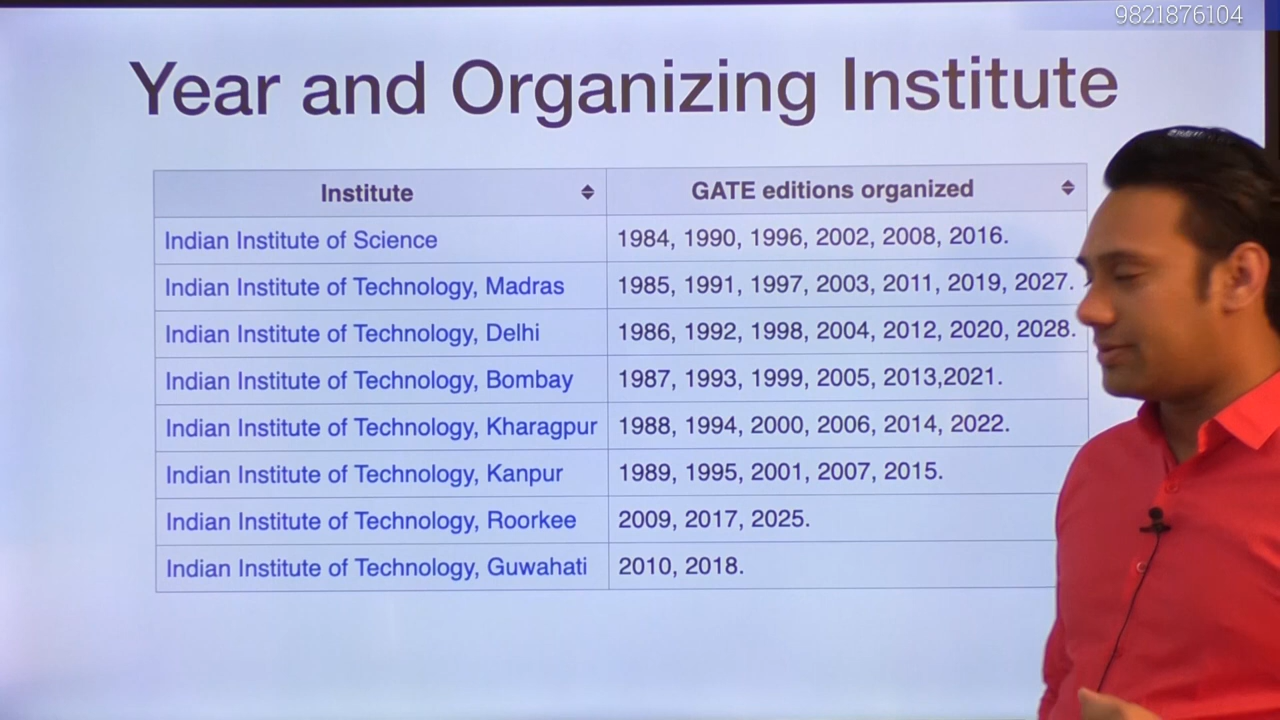 9821876104
Year and Organizing Institute
Institute GATE editions organized
Indian Institute of Science 1984, 1990, 1996, 2002, 2008, 2016.
Indian Institute of Technology, Madras 1985, 1991, 1997, 2003, 2011, 2019, 2027.
Indian Institute of Technology, Delhi 1986, 1992, 1998, 2004, 2012, 2020, 2028.
Indian Institute of Technology, Bombay 1987, 1993, 1999, 2005, 2013,2021.
Indian Institute of Technology, Kharagpur 1988, 1994, 2000, 2006, 2014, 2022.
Indian Institute of Technology, Kanpur 1989, 1995, 2001, 2007, 2015.
Indian Institute of Technology, Roorkee 2009, 2017, 2025.
Indian Institute of Technology, Guwahati 2010, 2018.